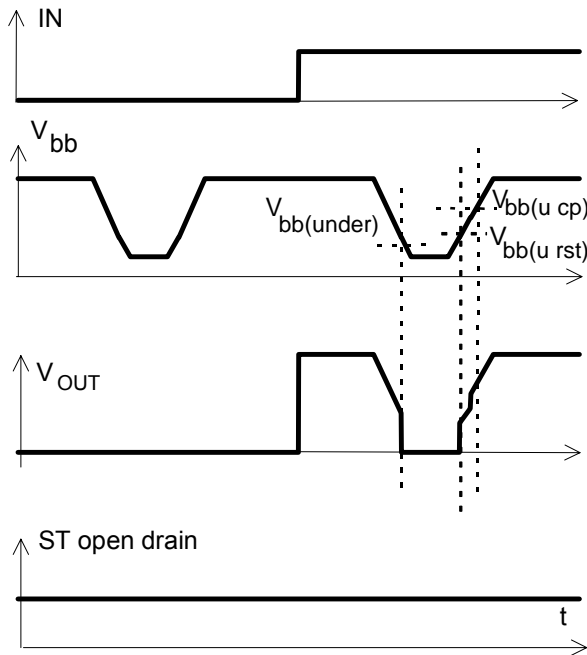 IN
Vbb
Vbb(under)
Vbb(u cp)
Vbb(u rst)
VOUT
ST open drain
t